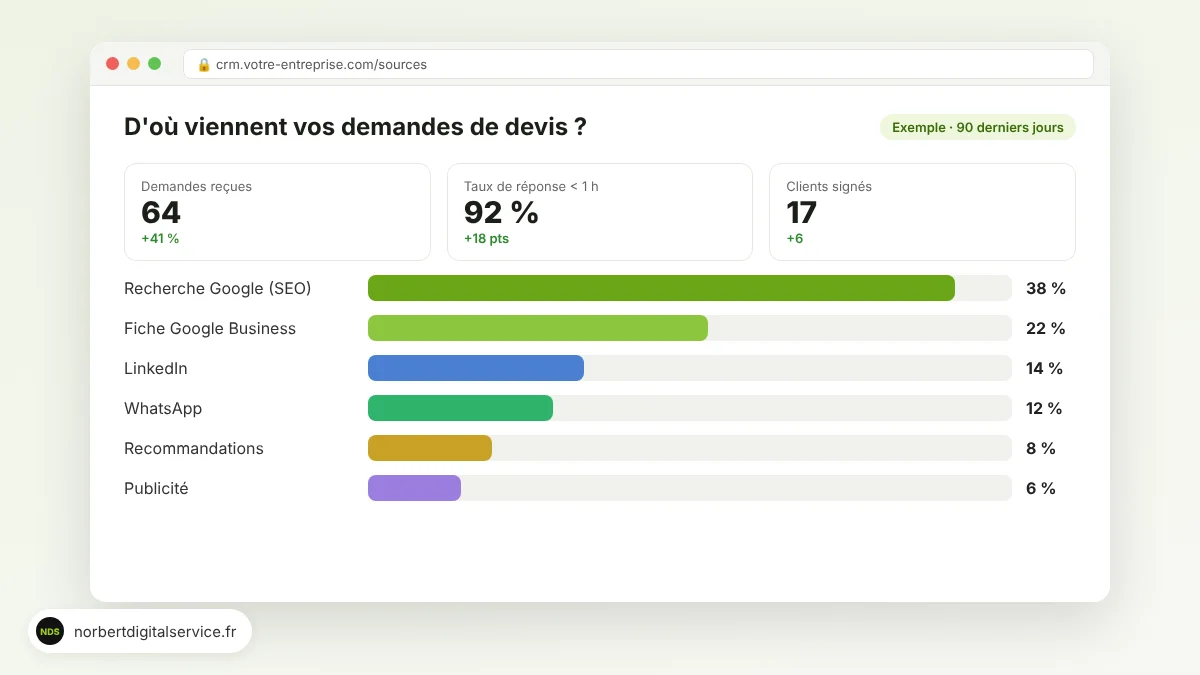 crm.votre-entreprise.com/sources
D'où viennent vos demandes de devis ?
Exemple · 90 derniers jours
Demandes reçues
64
+41 %
Taux de réponse < 1 h
92 %
+18 pts
Clients signés
17
+6
Recherche Google (SEO) 38 %
Fiche Google Business 22 %
LinkedIn 14 %
WhatsApp 12 %
Recommandations 8 %
Publicité 6 %
NDS norbertdigitalservice.fr